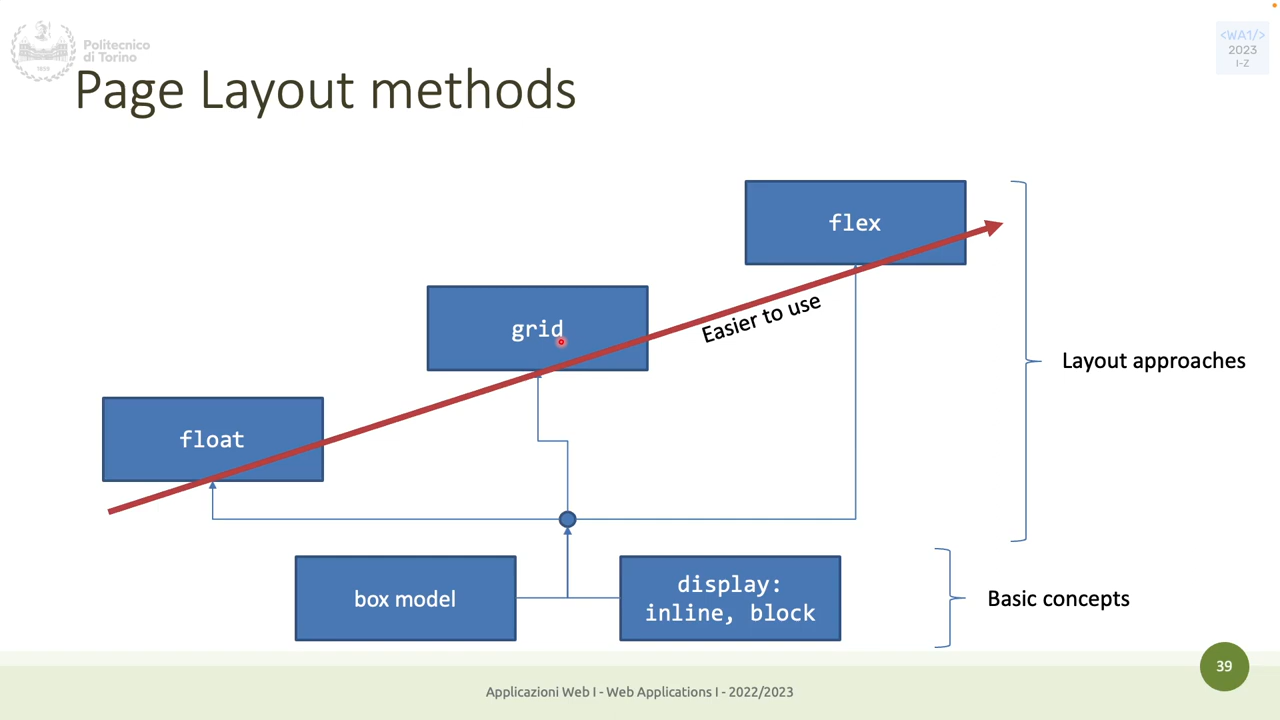 Politecnico
di Torino
1859
<WA1/>
2023
I-Z
Page Layout methods
flex
Easier to use
grid
Layout approaches
float
box model
display:
inline, block
Basic concepts
39
Applicazioni Web I - Web Applications I - 2022/2023